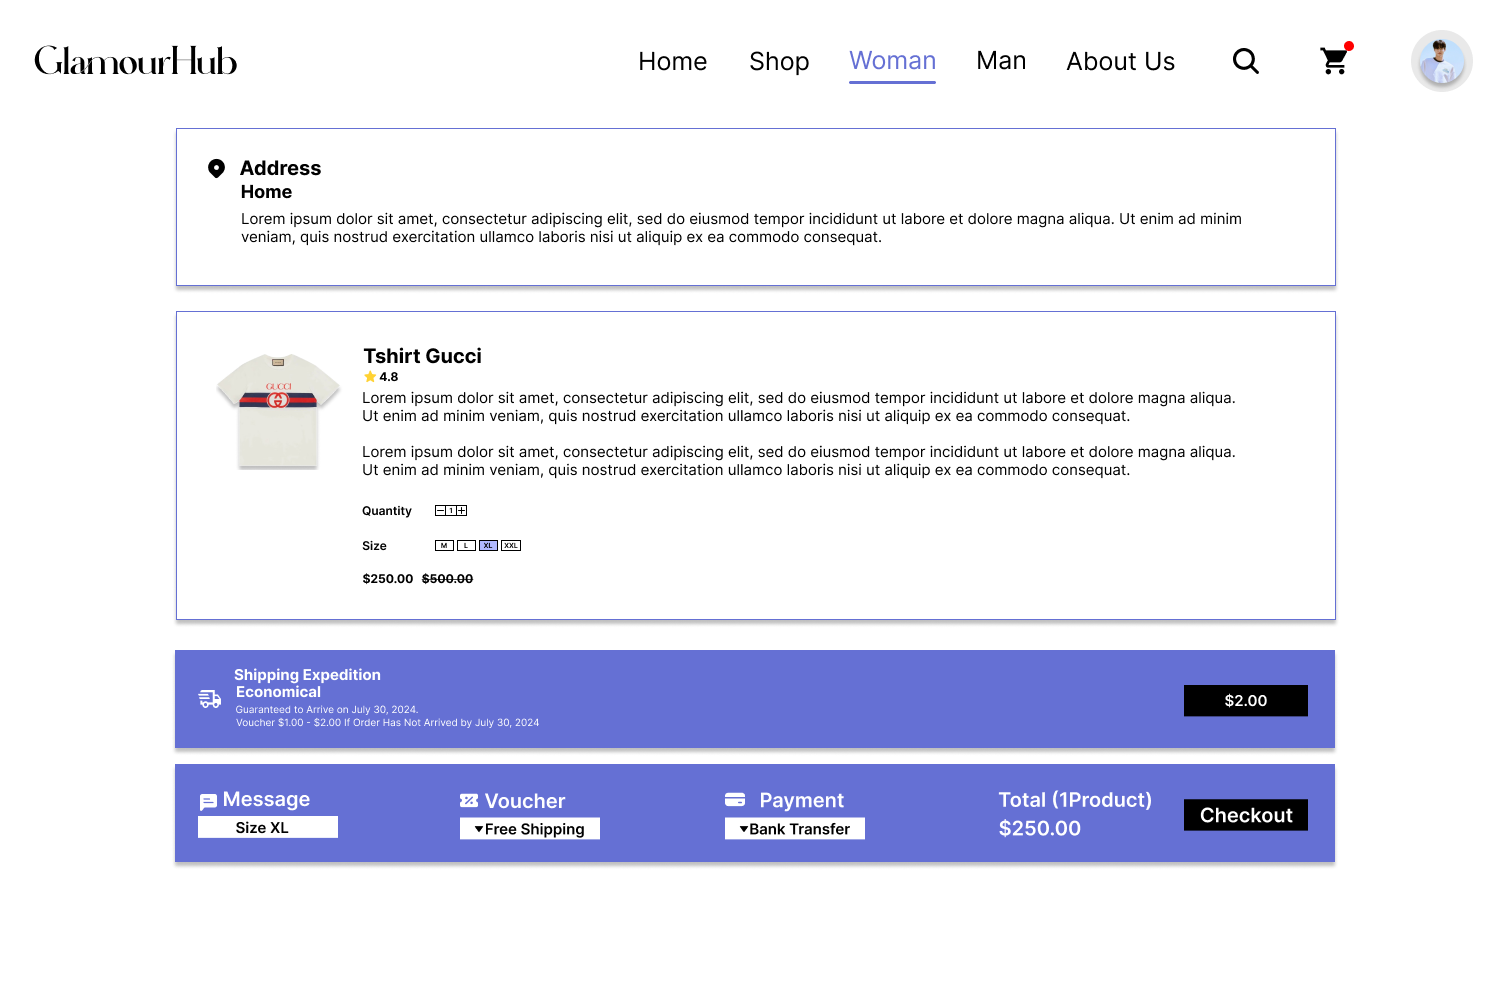 GlamourHub
Home Shop Woman Man About Us
Address
Home
Lorem ipsum dolor sit amet, consectetur adipiscing elit, sed do eiusmod tempor incididunt ut labore et dolore magna aliqua. Ut enim ad minim
veniam, quis nostrud exercitation ullamco laboris nisi ut aliquip ex ea commodo consequat.
GUCCI
Tshirt Gucci
4.8
Lorem ipsum dolor sit amet, consectetur adipiscing elit, sed do eiusmod tempor incididunt ut labore et dolore magna aliqua.
Ut enim ad minim veniam, quis nostrud exercitation ullamco laboris nisi ut aliquip ex ea commodo consequat.
Lorem ipsum dolor sit amet, consectetur adipiscing elit, sed do eiusmod tempor incididunt ut labore et dolore magna aliqua.
Ut enim ad minim veniam, quis nostrud exercitation ullamco laboris nisi ut aliquip ex ea commodo consequat.
Quantity 1
Size M L XL XXL
$250.00 $500.00
Shipping Expedition
Economical
Guaranteed to Arrive on July 30, 2024.
Voucher $1.00 - $2.00 If Order Has Not Arrived by July 30, 2024
$2.00
Message
Size XL
Voucher
Free Shipping
Payment
Bank Transfer
Total (1Product)
$250.00
Checkout